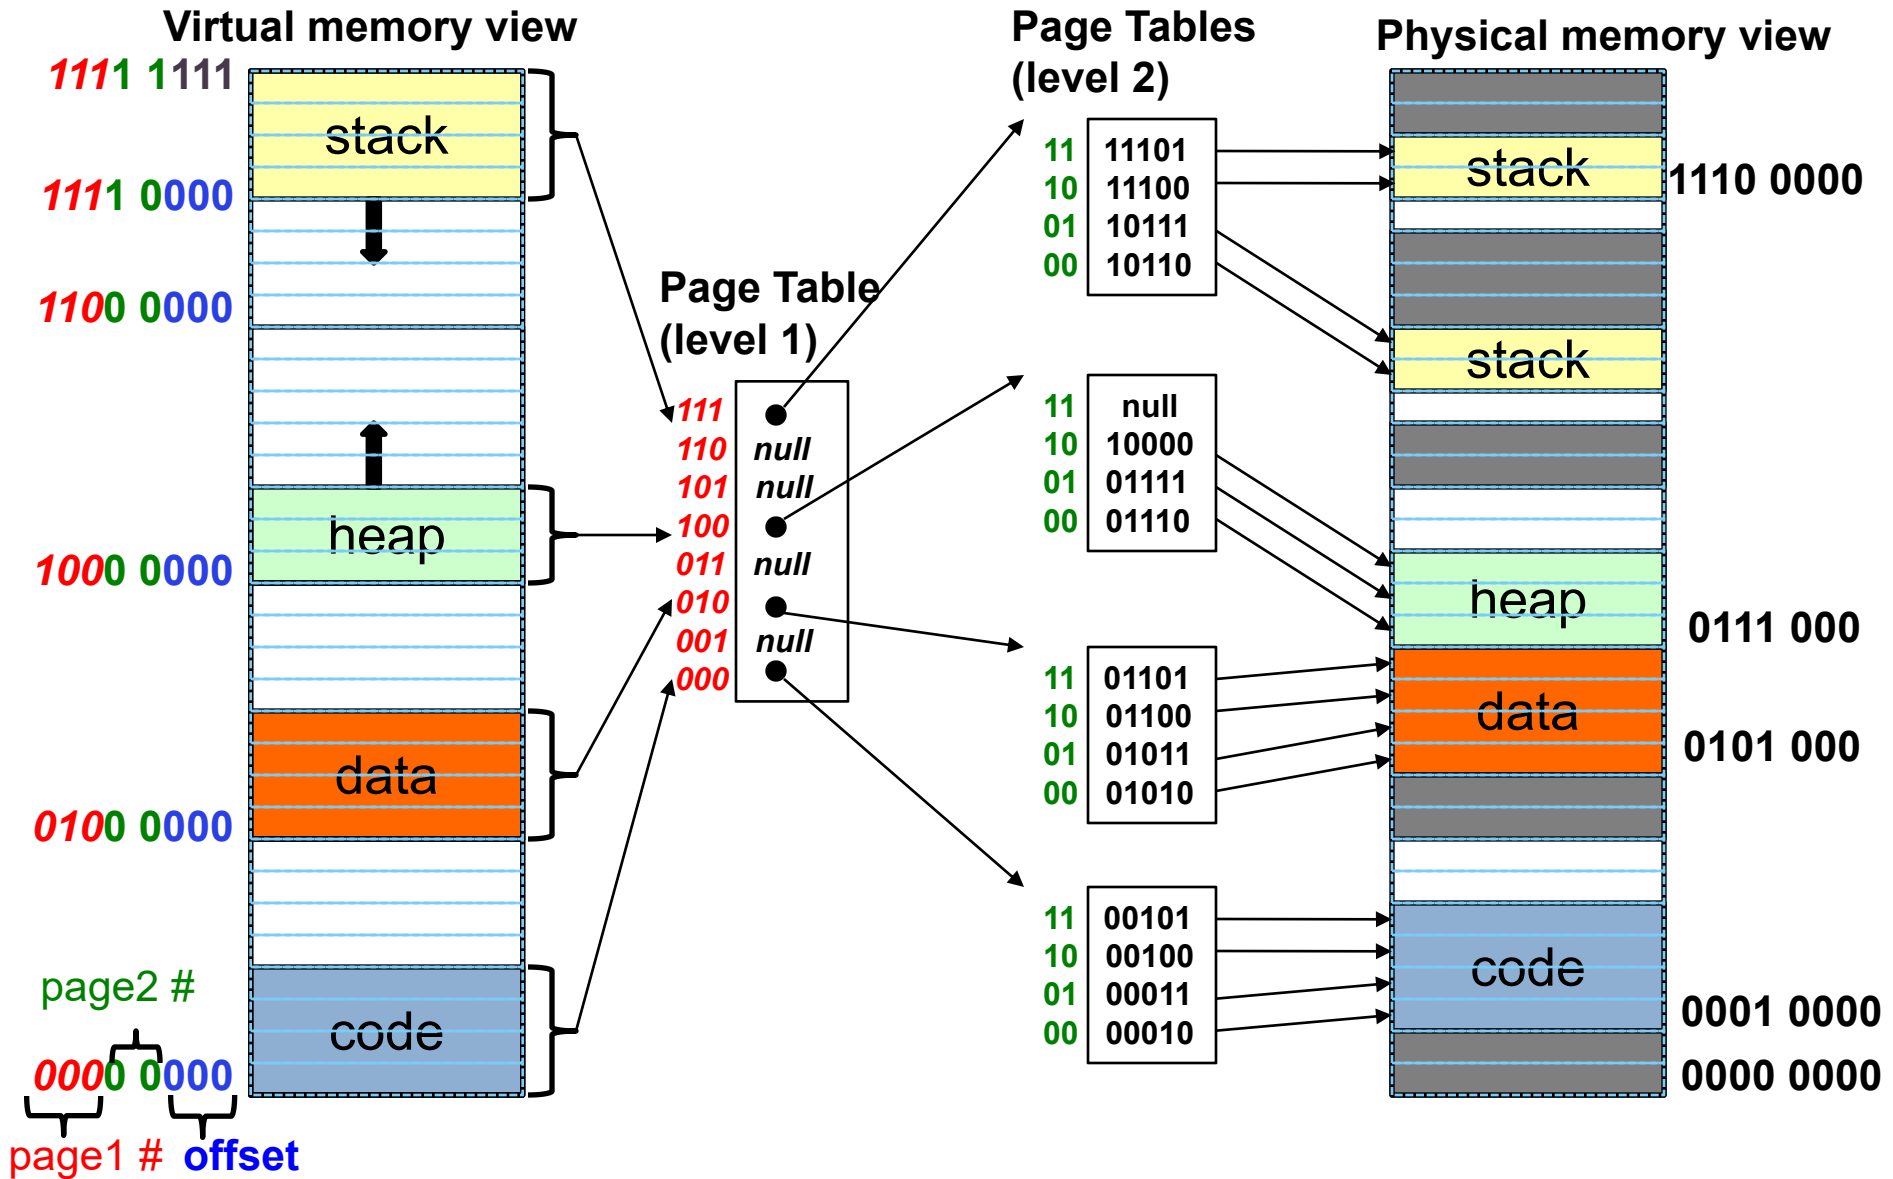 Virtual memory view
1111 1111
stack
1111 0000
1100 0000
heap
1000 0000
data
0100 0000
page2 #
code
0000 0000
page1 # offset
Page Table
(level 1)
111
110 null
101 null
100
011 null
010
001 null
000
Page Tables
(level 2)
11 11101
10 11100
01 10111
00 10110
11 null
10 10000
01 01111
00 01110
11 01101
10 01100
01 01011
00 01010
11 00101
10 00100
01 00011
00 00010
Physical memory view
stack
1110 0000
stack
heap
0111 000
data
0101 000
code
0001 0000
0000 0000